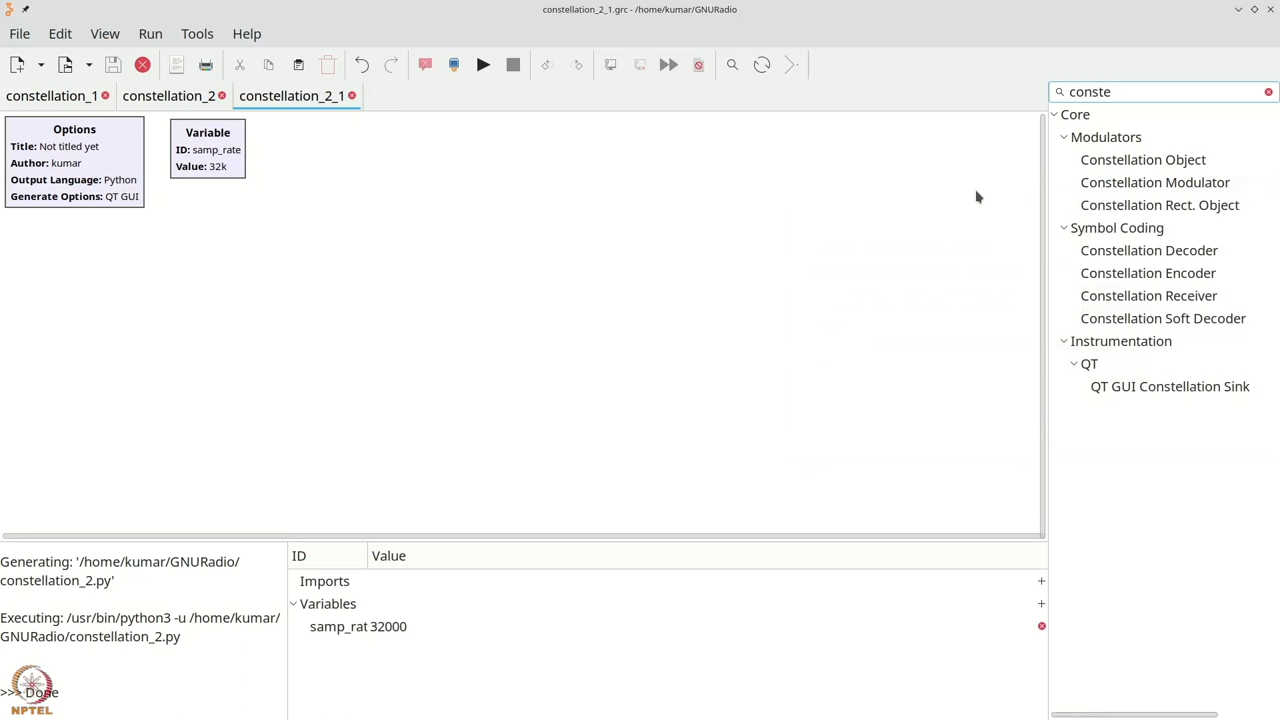 constellation_2_1.grc - /home/kumar/GNURadio
File Edit View Run Tools Help
constellation_1 constellation_2 constellation_2_1
conste
Options
Title: Not titled yet
Author: kumar
Output Language: Python
Generate Options: QT GUI
Variable
ID: samp_rate
Value: 32k
Core
Modulators
Constellation Object
Constellation Modulator
Constellation Rect. Object
Symbol Coding
Constellation Decoder
Constellation Encoder
Constellation Receiver
Constellation Soft Decoder
Instrumentation
QT
QT GUI Constellation Sink
Generating: '/home/kumar/GNURadio/
constellation_2.py'
Executing: /usr/bin/python3 -u /home/kumar/
GNURadio/constellation_2.py
>>> Done
NPTEL
ID Value
Imports +
Variables +
samp_rat 32000